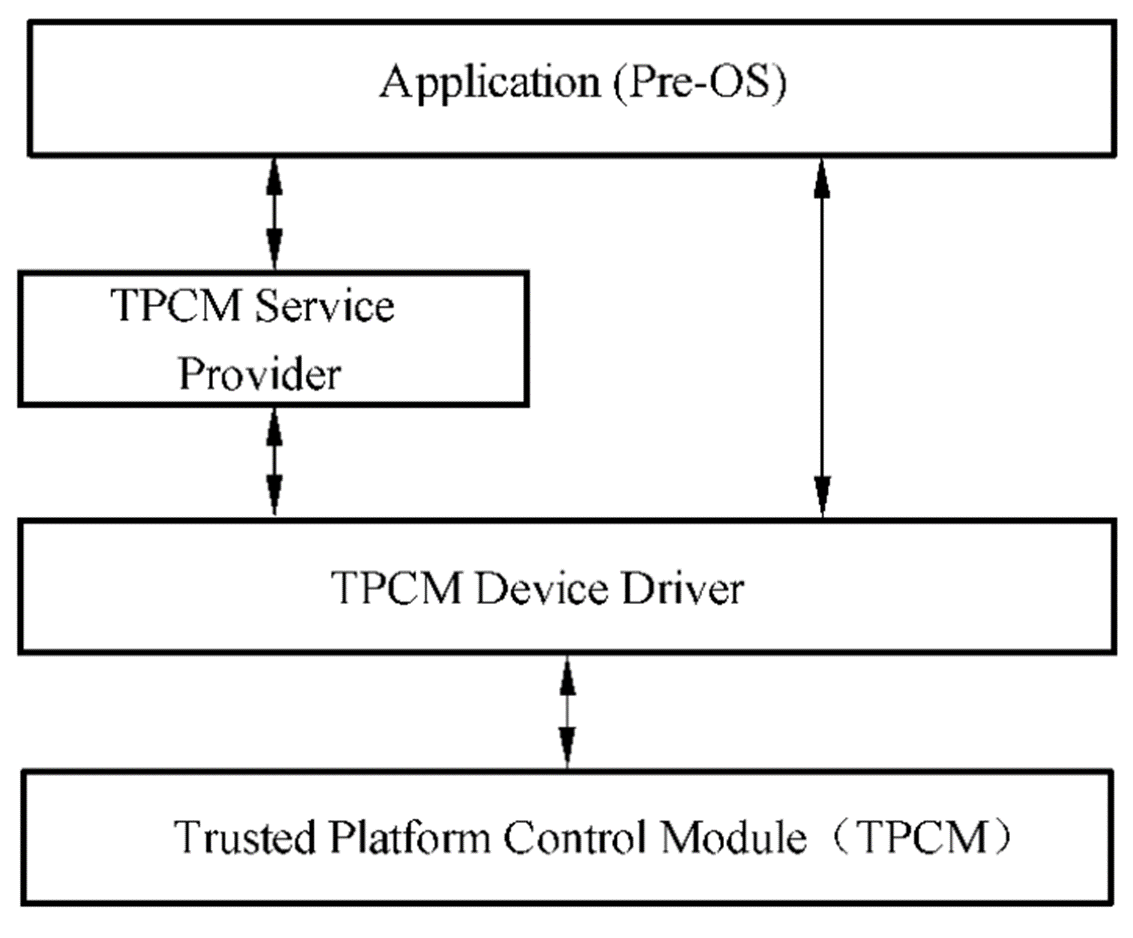 Application (Pre-OS)
TPCM Service
Provider
TPCM Device Driver
Trusted Platform Control Module（TPCM）